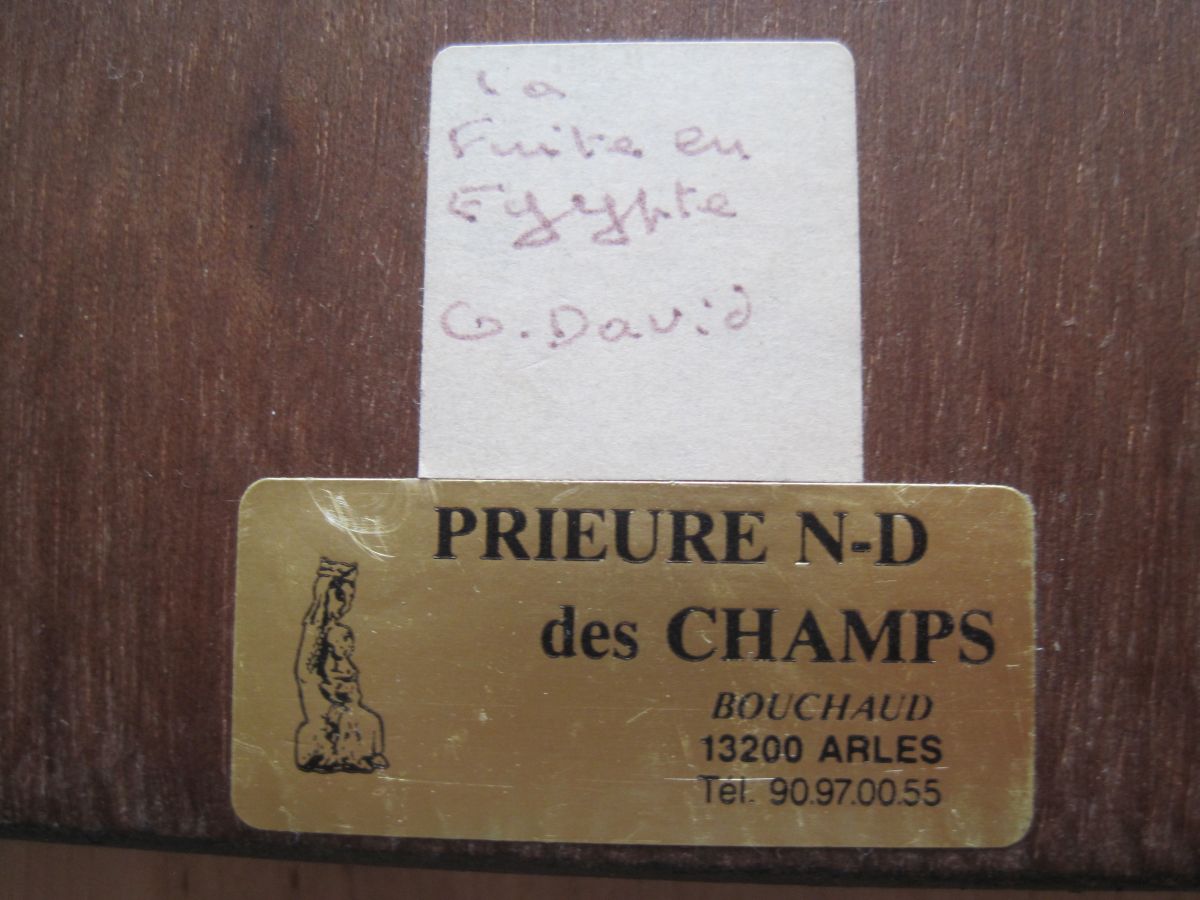 La
Fuite en
Egypte
G. David
PRIEURE N-D
des CHAMPS
BOUCHAUD
13200 ARLES
Tél. 90.97.00.55